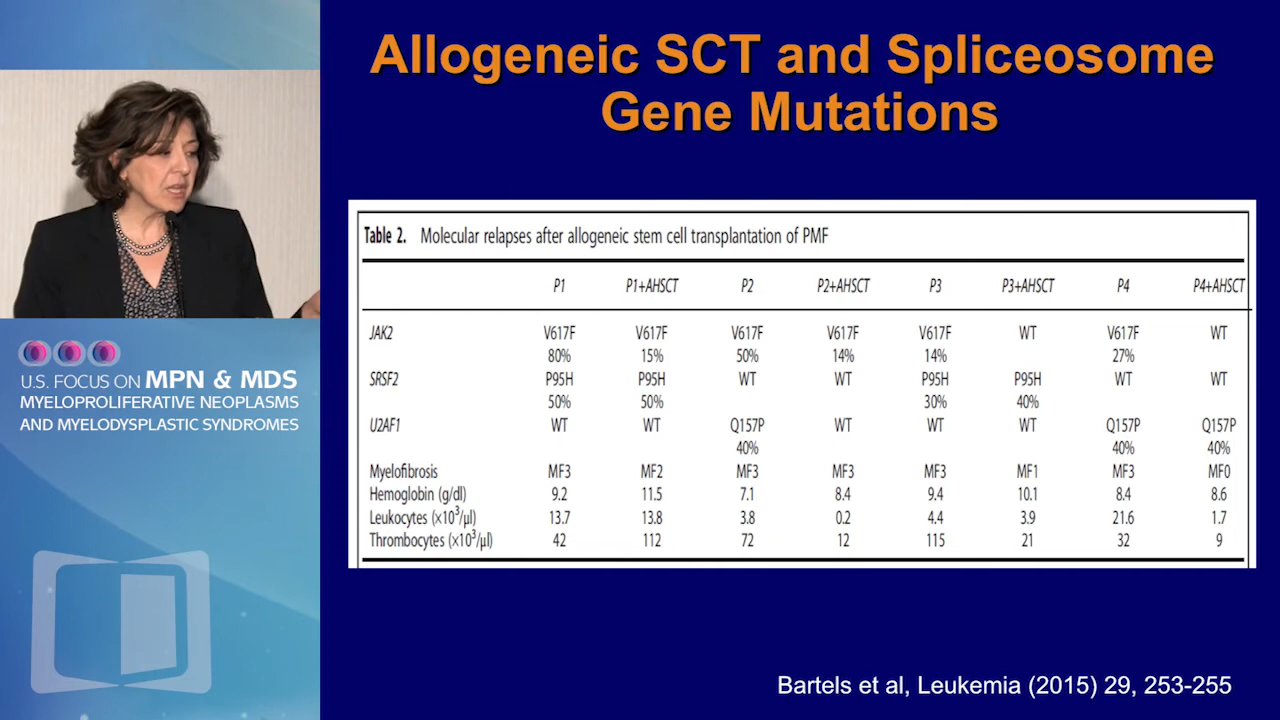 Allogeneic SCT and Spliceosome
Gene Mutations
U.S. FOCUS ON MPN & MDS
MYELOPROLIFERATIVE NEOPLASMS
AND MYELODYSPLASTIC SYNDROMES
Table 2. Molecular relapses after allogeneic stem cell transplantation of PMF
P1 P1+AHSCT P2 P2+AHSCT P3 P3+AHSCT P4 P4+AHSCT
JAK2 V617F V617F V617F V617F V617F WT V617F WT
80% 15% 50% 14% 14% 27%
SRSF2 P95H P95H WT WT P95H P95H WT WT
50% 50% 30% 40%
U2AF1 WT WT Q157P WT WT WT Q157P Q157P
40% 40% 40%
Myelofibrosis MF3 MF2 MF3 MF3 MF3 MF1 MF3 MF0
Hemoglobin (g/dl) 9.2 11.5 7.1 8.4 9.4 10.1 8.4 8.6
Leukocytes (×10³/µl) 13.7 13.8 3.8 0.2 4.4 3.9 21.6 1.7
Thrombocytes (×10³/µl) 42 112 72 12 115 21 32 9
Bartels et al, Leukemia (2015) 29, 253-255